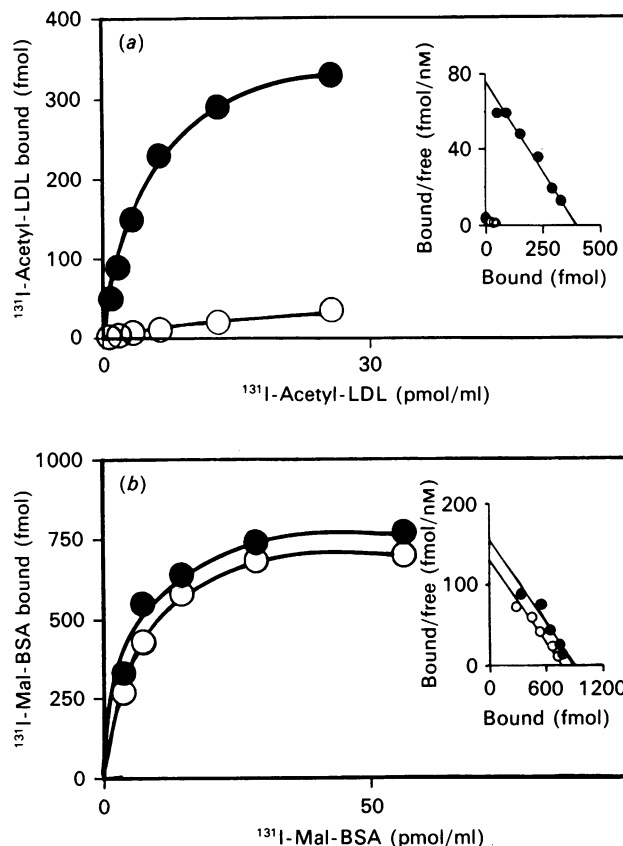 (a)
400
300
200
100
0
0
30
¹³¹I-Acetyl-LDL bound (fmol)
¹³¹I-Acetyl-LDL (pmol/ml)
80
40
0
0
250
500
Bound/free (fmol/nM)
Bound (fmol)
(b)
1000
750
500
250
0
0
50
¹³¹I-Mal-BSA bound (fmol)
¹³¹I-Mal-BSA (pmol/ml)
200
100
0
0
600
1200
Bound/free (fmol/nM)
Bound (fmol)